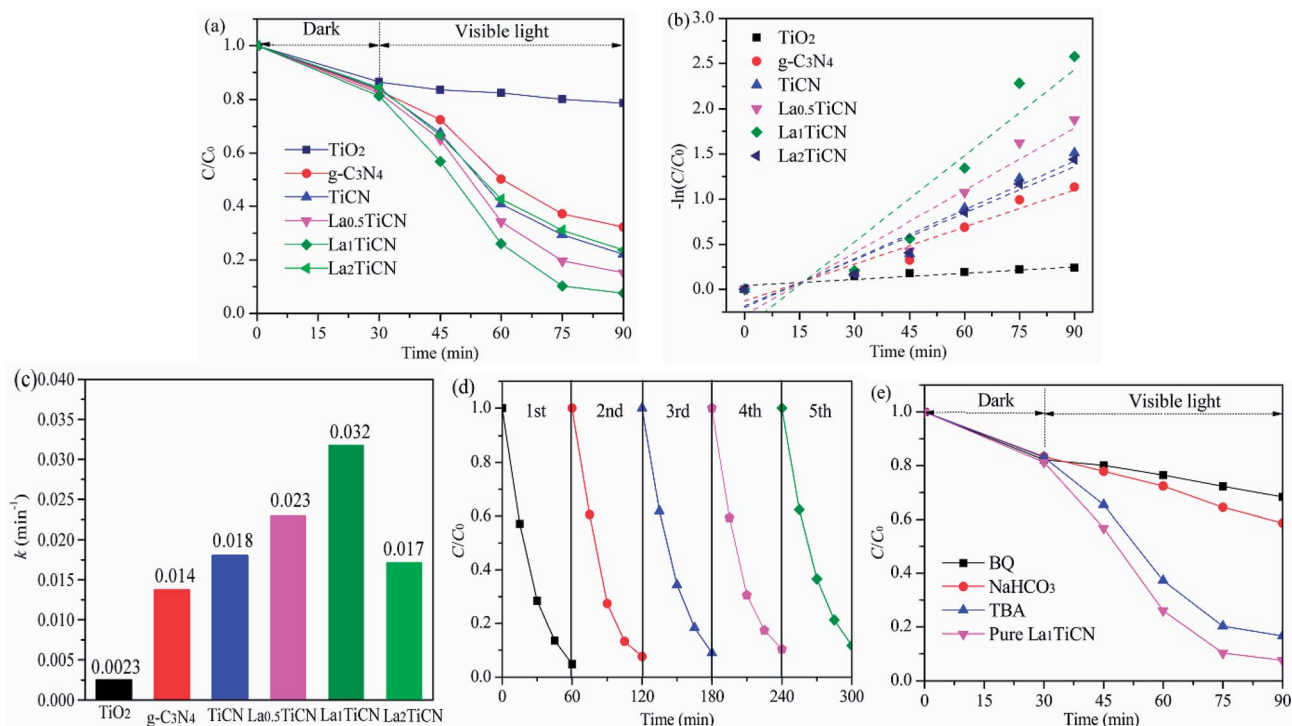 (a)
Dark
Visible light
C/C0
1.0
0.8
0.6
0.4
0.2
0.0
TiO2
g-C3N4
TiCN
La0.5TiCN
La1TiCN
La2TiCN
0 15 30 45 60 75 90
Time (min)
(b)
-ln(C/C0)
3.0
2.5
2.0
1.5
1.0
0.5
0.0
TiO2
g-C3N4
TiCN
La0.5TiCN
La1TiCN
La2TiCN
0 15 30 45 60 75 90
Time (min)
(c)
k (min-1)
0.040
0.035
0.030
0.025
0.020
0.015
0.010
0.005
0.000
0.0023
0.014
0.018
0.023
0.032
0.017
TiO2 g-C3N4 TiCN La0.5TiCN La1TiCN La2TiCN
(d)
C/C0
1.0
0.8
0.6
0.4
0.2
0.0
1st 2nd 3rd 4th 5th
0 60 120 180 240 300
Time (min)
(e)
Dark
Visible light
C/C0
1.0
0.8
0.6
0.4
0.2
0.0
BQ
NaHCO3
TBA
Pure La1TiCN
0 15 30 45 60 75 90
Time (min)